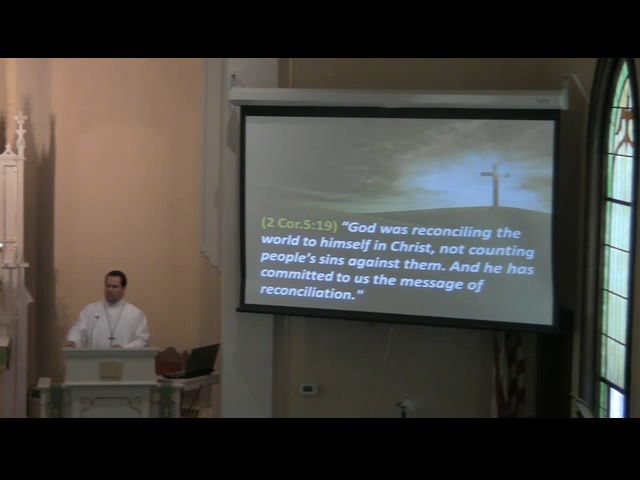 (2 Cor.5:19) “God was reconciling the
world to himself in Christ, not counting
people’s sins against them. And he has
committed to us the message of
reconciliation."